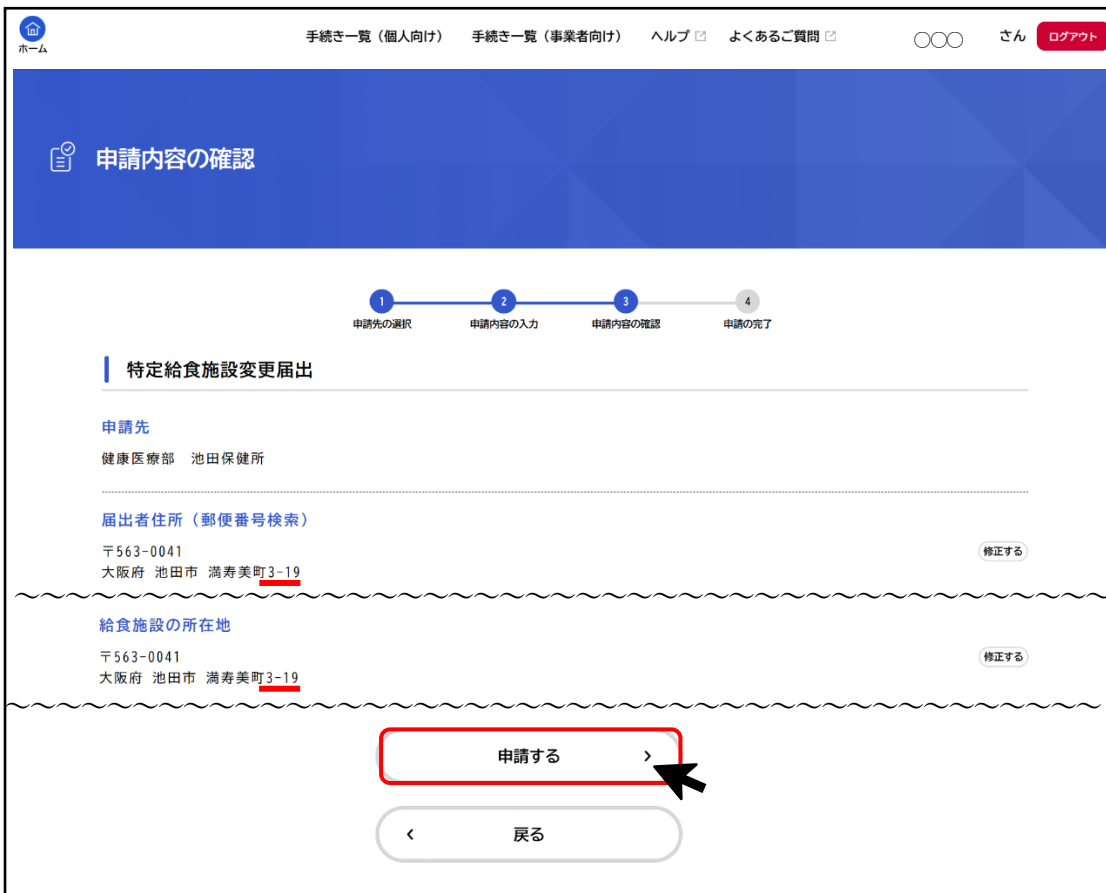 ホーム
手続き一覧（個人向け） 手続き一覧（事業者向け） ヘルプ よくあるご質問 〇〇〇 さん ログアウト
申請内容の確認
1 2 3 4
申請先の選択 申請内容の入力 申請内容の確認 申請の完了
特定給食施設変更届出
申請先
健康医療部 池田保健所
届出者住所（郵便番号検索）
〒563-0041 修正する
大阪府 池田市 満寿美町3-19
給食施設の所在地
〒563-0041 修正する
大阪府 池田市 満寿美町3-19
申請する
戻る